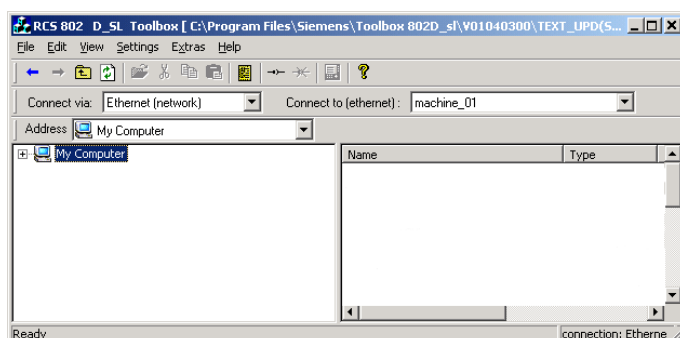 RCS 802 D_SL Toolbox [ C:\Program Files\Siemens\Toolbox 802D_sl\V01040300\TEXT_UPD(S...
File Edit View Settings Extras Help
Connect via: Ethernet (network) Connect to (ethernet) : machine_01
Address My Computer
My Computer Name Type
Ready connection: Etherne